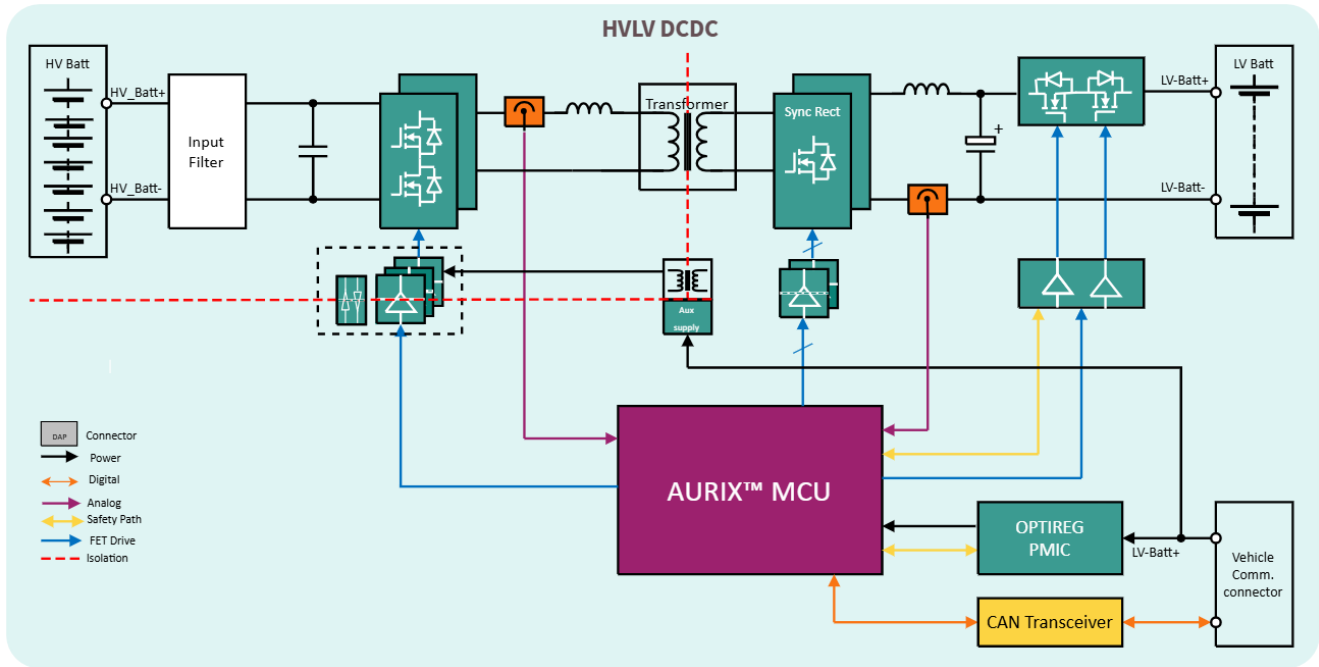 HVLV DCDC
HV Batt
HV_Batt+
HV_Batt-
Input
Filter
Transformer
Sync Rect
+
LV-Batt+
LV-Batt-
LV Batt
Aux
supply
AURIX™ MCU
OPTIREG
PMIC
LV-Batt+
Vehicle
Comm.
connector
CAN Transceiver
DAP
Connector
Power
Digital
Analog
Safety Path
FET Drive
Isolation